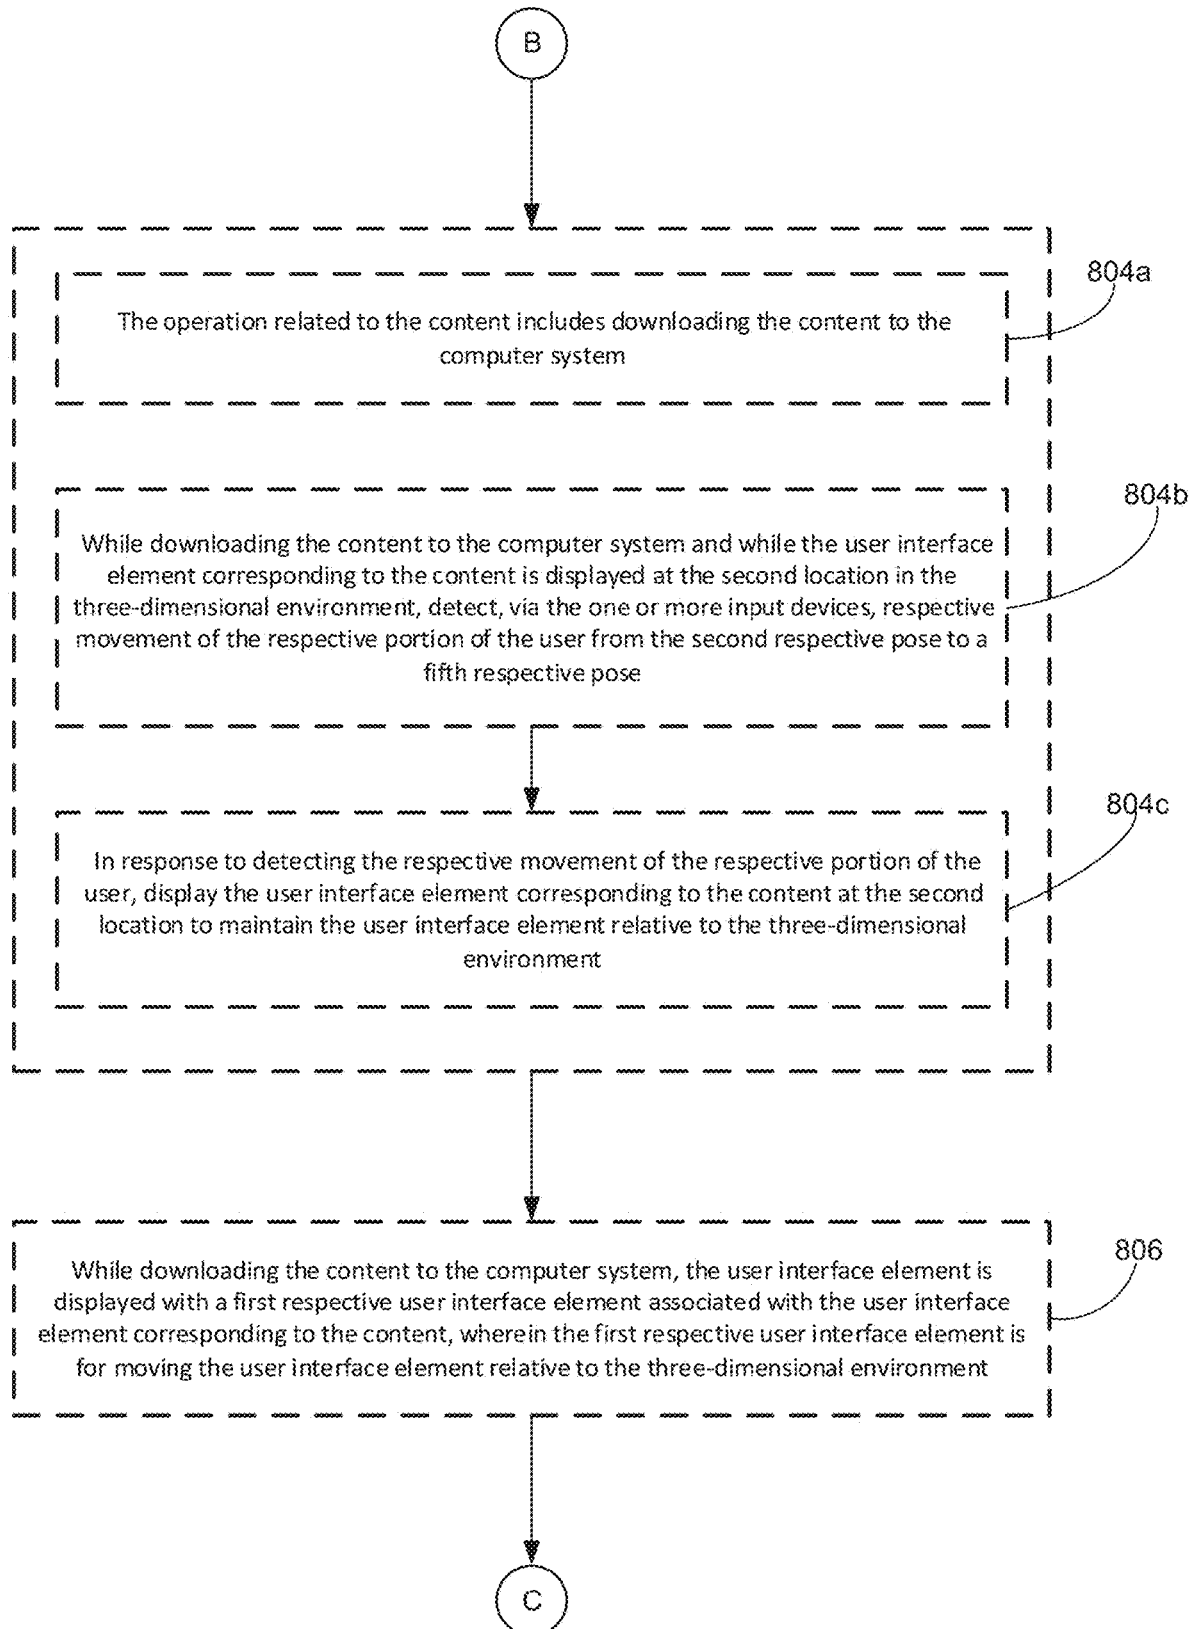 B
804a
The operation related to the content includes downloading the content to the
computer system
804b
While downloading the content to the computer system and while the user interface
element corresponding to the content is displayed at the second location in the
three-dimensional environment, detect, via the one or more input devices, respective
movement of the respective portion of the user from the second respective pose to a
fifth respective pose
804c
In response to detecting the respective movement of the respective portion of the
user, display the user interface element corresponding to the content at the second
location to maintain the user interface element relative to the three-dimensional
environment
806
While downloading the content to the computer system, the user interface element is
displayed with a first respective user interface element associated with the user interface
element corresponding to the content, wherein the first respective user interface element is
for moving the user interface element relative to the three-dimensional environment
C